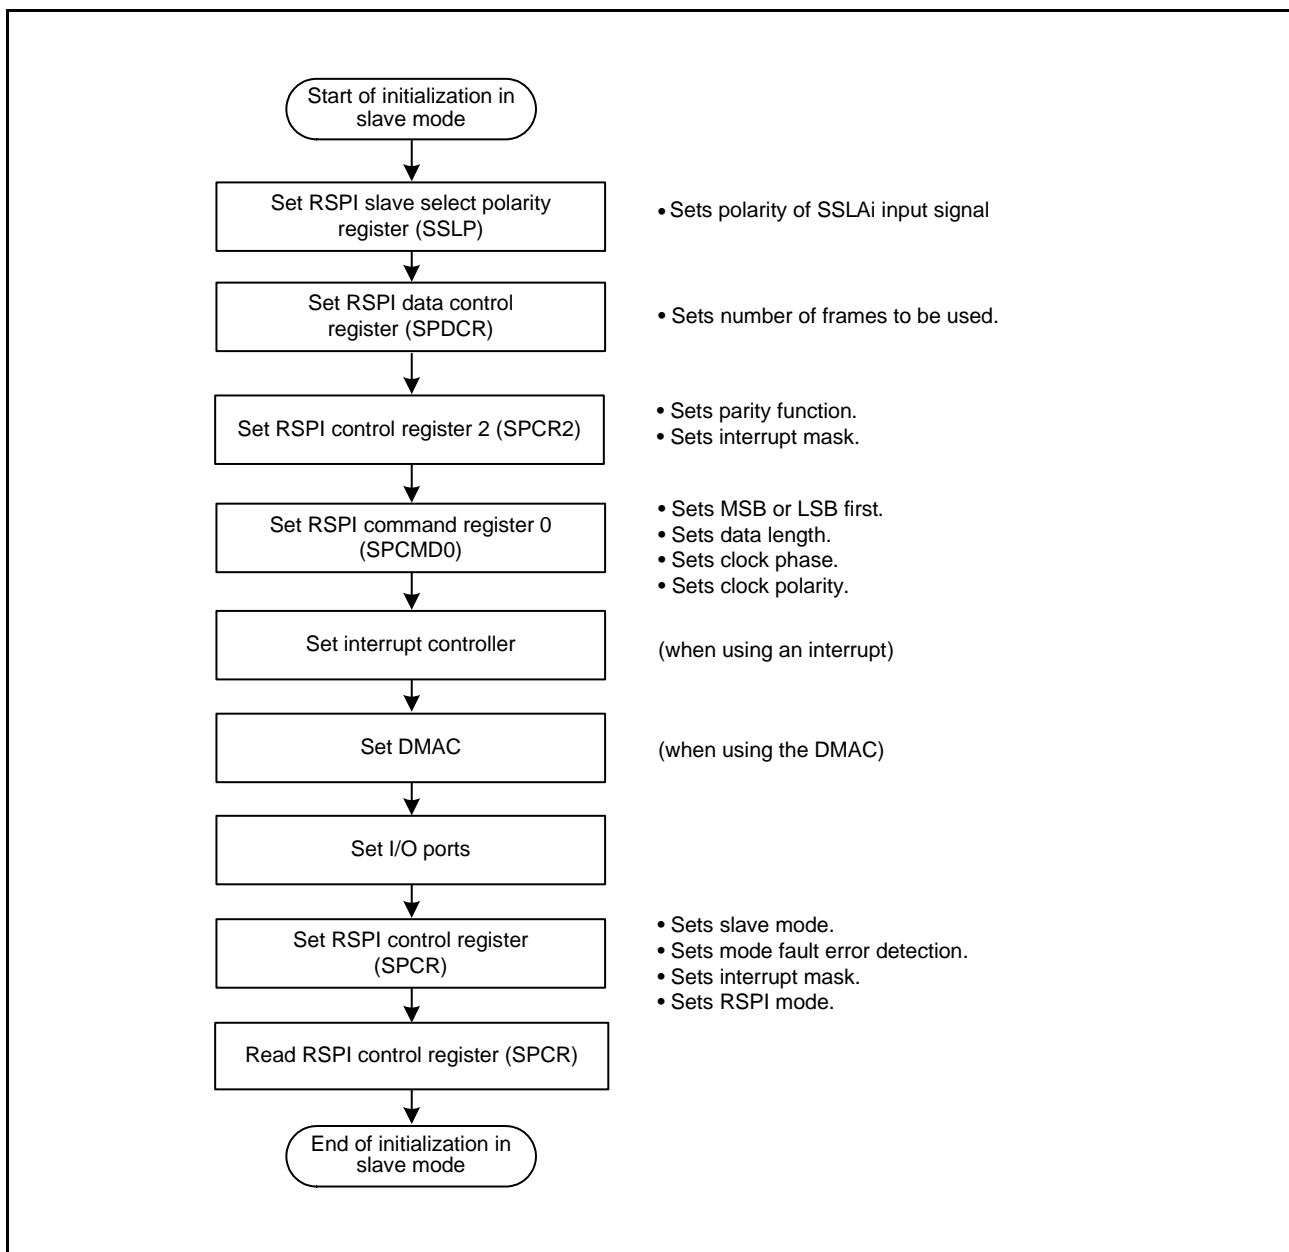 Start of initialization in
slave mode
Set RSPI slave select polarity
register (SSLP)
• Sets polarity of SSLAi input signal
Set RSPI data control
register (SPDCR)
• Sets number of frames to be used.
Set RSPI control register 2 (SPCR2)
• Sets parity function.
• Sets interrupt mask.
Set RSPI command register 0
(SPCMD0)
• Sets MSB or LSB first.
• Sets data length.
• Sets clock phase.
• Sets clock polarity.
Set interrupt controller
(when using an interrupt)
Set DMAC
(when using the DMAC)
Set I/O ports
Set RSPI control register
(SPCR)
• Sets slave mode.
• Sets mode fault error detection.
• Sets interrupt mask.
• Sets RSPI mode.
Read RSPI control register (SPCR)
End of initialization in
slave mode